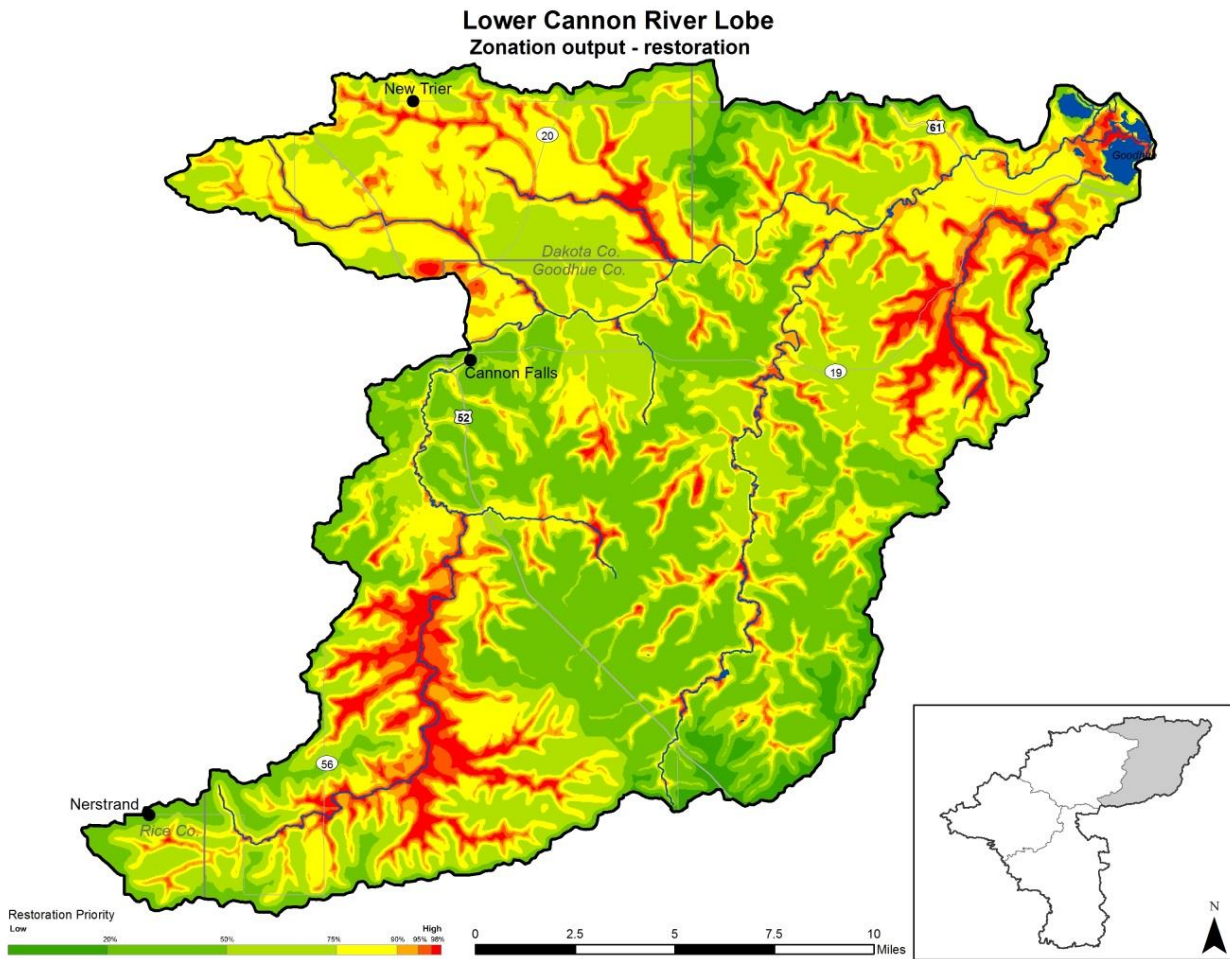 Lower Cannon River Lobe
Zonation output - restoration
New Trier
20
61
Goodhue
Dakota Co.
Goodhue Co.
Cannon Falls
19
52
56
Nerstrand
Rice Co.
Restoration Priority
Low High
20% 50% 75% 90% 95% 98%
0 2.5 5 7.5 10
Miles
N